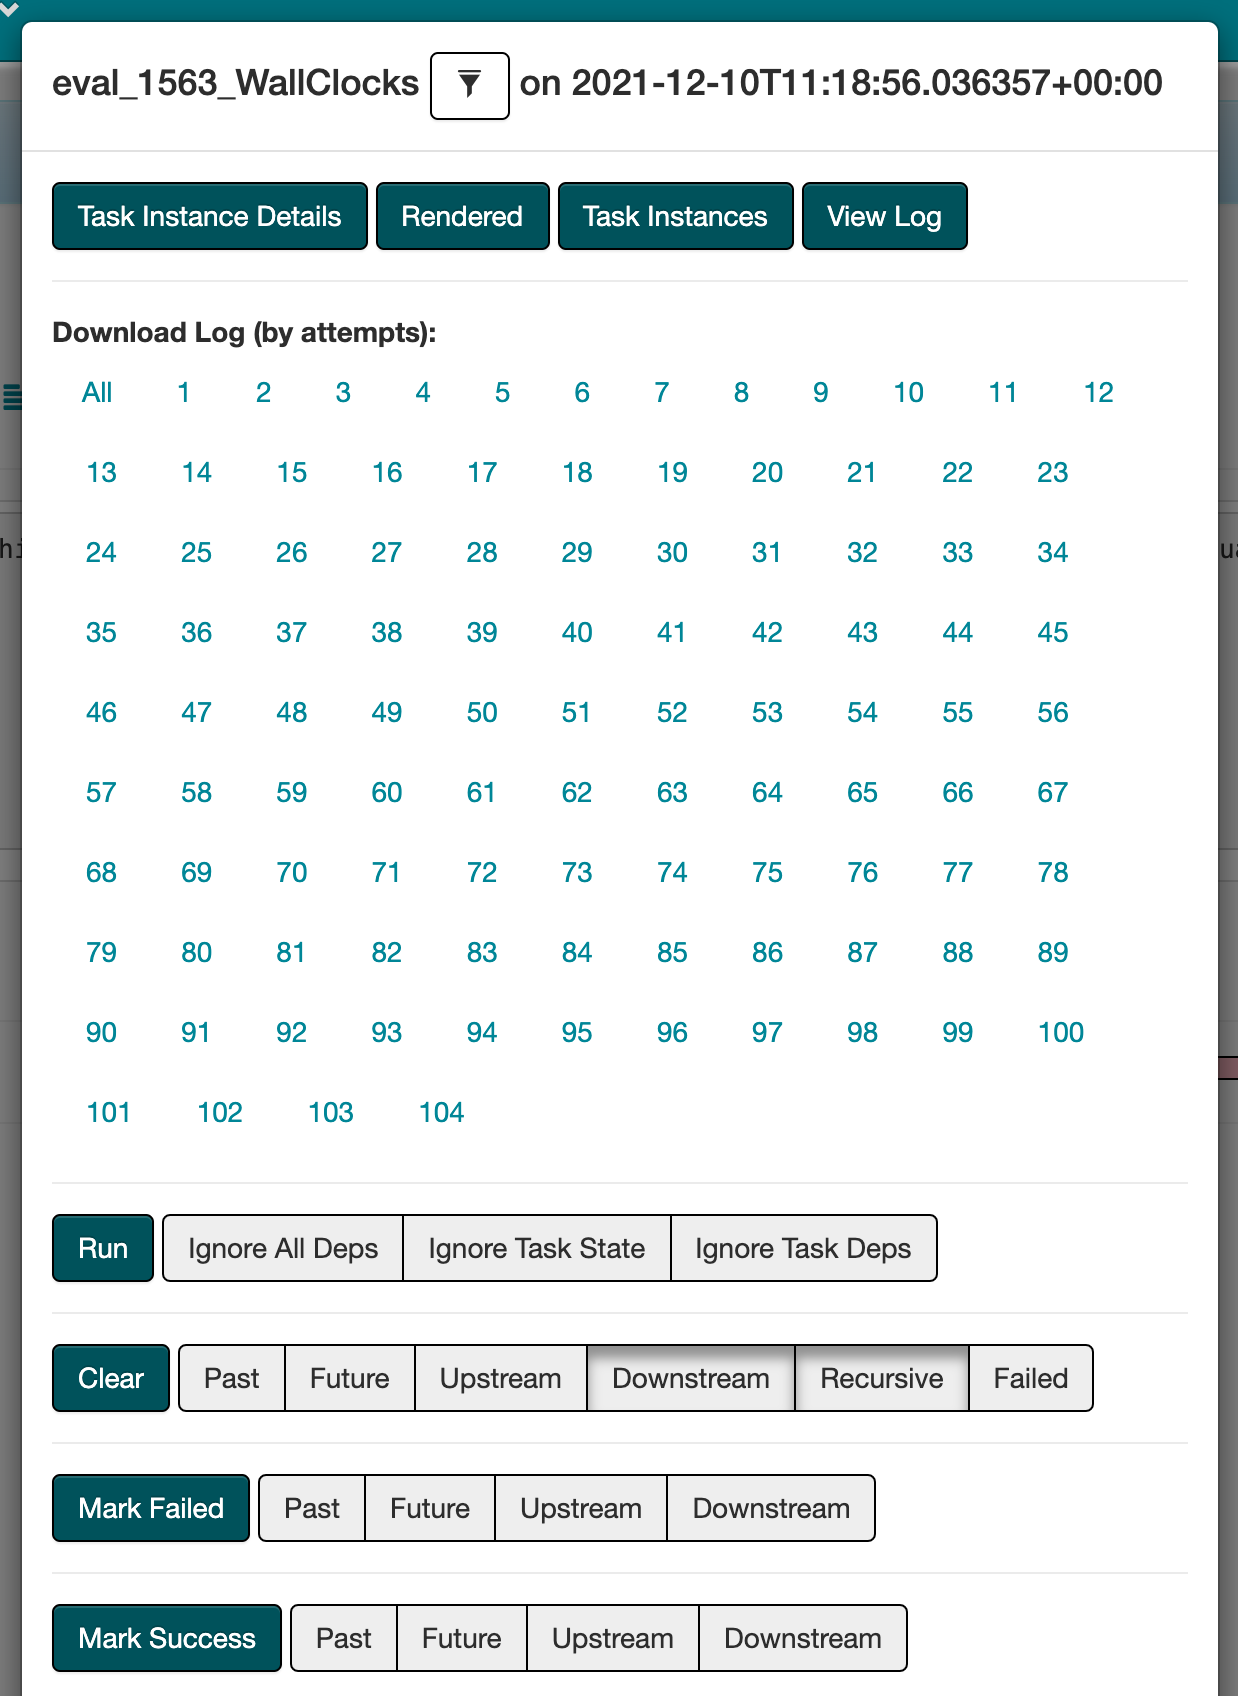 eval_1563_WallClocks on 2021-12-10T11:18:56.036357+00:00
Task Instance Details Rendered Task Instances View Log
Download Log (by attempts):
All 1 2 3 4 5 6 7 8 9 10 11 12
13 14 15 16 17 18 19 20 21 22 23
24 25 26 27 28 29 30 31 32 33 34
35 36 37 38 39 40 41 42 43 44 45
46 47 48 49 50 51 52 53 54 55 56
57 58 59 60 61 62 63 64 65 66 67
68 69 70 71 72 73 74 75 76 77 78
79 80 81 82 83 84 85 86 87 88 89
90 91 92 93 94 95 96 97 98 99 100
101 102 103 104
Run Ignore All Deps Ignore Task State Ignore Task Deps
Clear Past Future Upstream Downstream Recursive Failed
Mark Failed Past Future Upstream Downstream
Mark Success Past Future Upstream Downstream